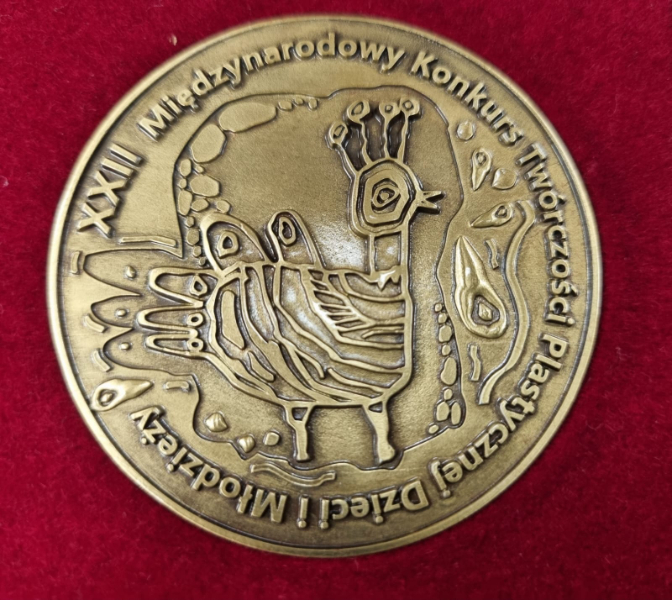 XXII Międzynarodowy Konkurs Twórczości Plastycznej Dzieci i Młodzieży